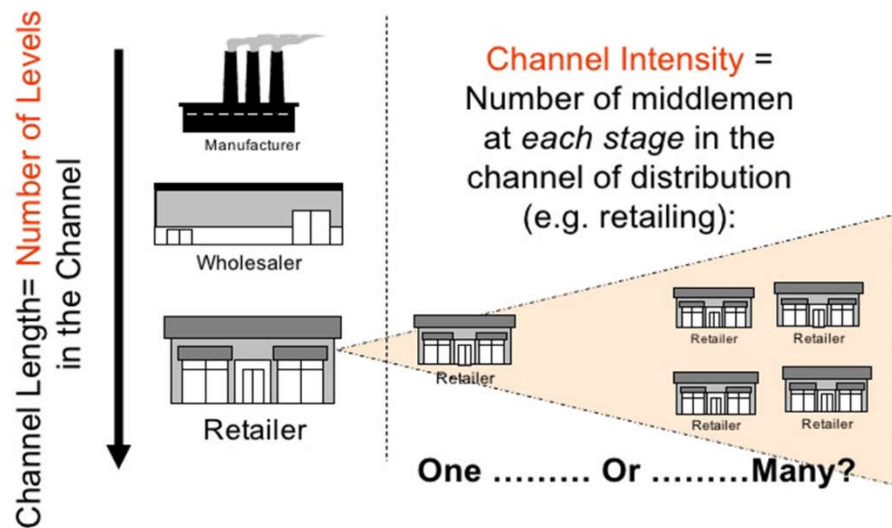 Channel Length= Number of Levels
in the Channel
Manufacturer
Wholesaler
Retailer
Channel Intensity =
Number of middlemen
at each stage in the
channel of distribution
(e.g. retailing):
Retailer
Retailer
Retailer
Retailer
Retailer
One ......... Or .........Many?